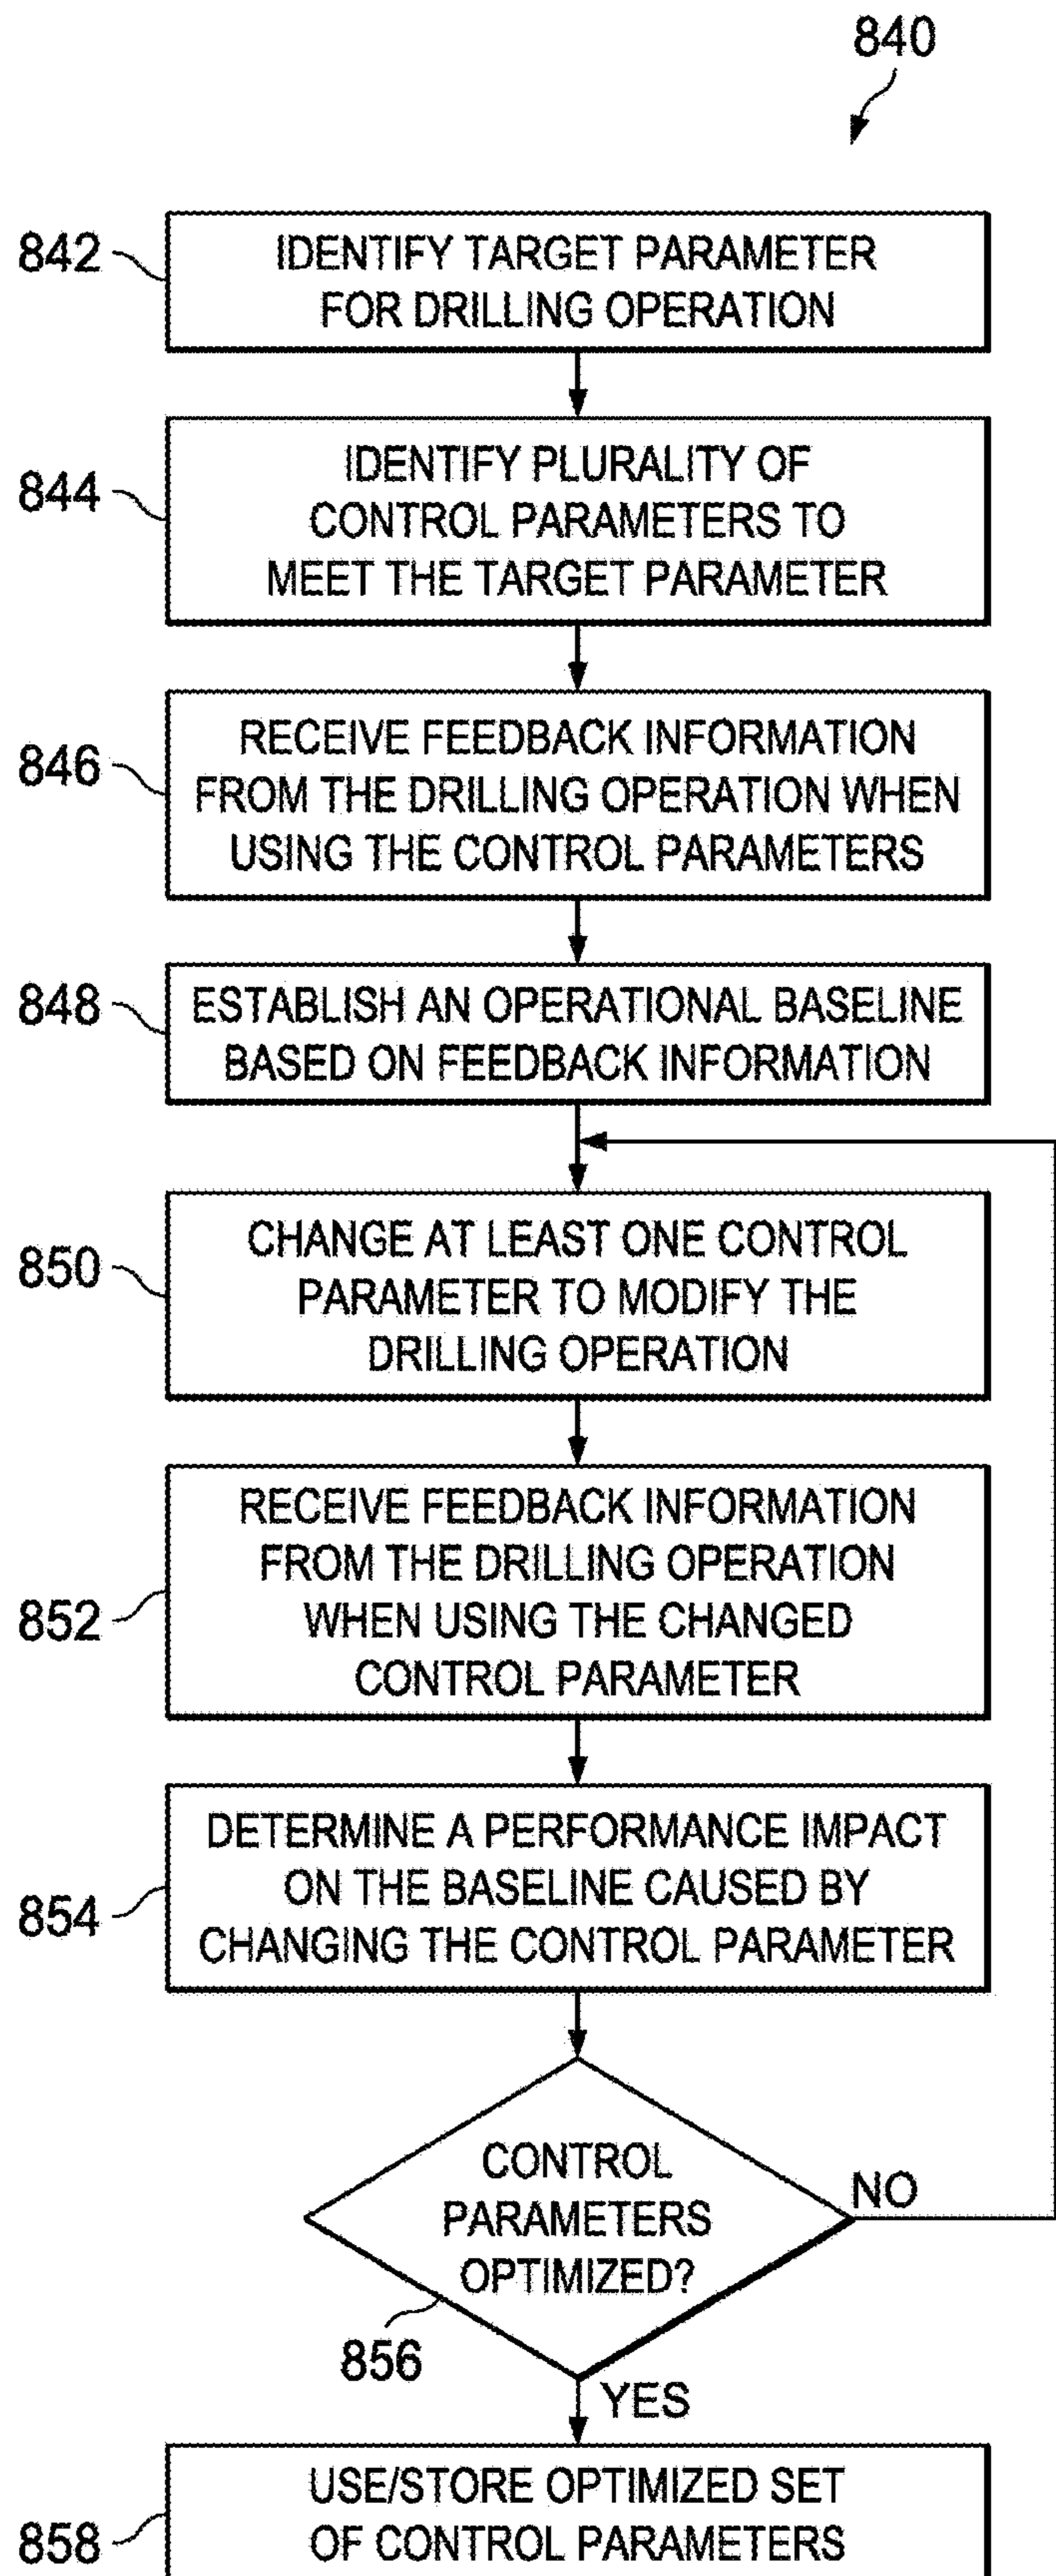 840
842
IDENTIFY TARGET PARAMETER
FOR DRILLING OPERATION
844
IDENTIFY PLURALITY OF
CONTROL PARAMETERS TO
MEET THE TARGET PARAMETER
846
RECEIVE FEEDBACK INFORMATION
FROM THE DRILLING OPERATION WHEN
USING THE CONTROL PARAMETERS
848
ESTABLISH AN OPERATIONAL BASELINE
BASED ON FEEDBACK INFORMATION
850
CHANGE AT LEAST ONE CONTROL
PARAMETER TO MODIFY THE
DRILLING OPERATION
852
RECEIVE FEEDBACK INFORMATION
FROM THE DRILLING OPERATION
WHEN USING THE CHANGED
CONTROL PARAMETER
854
DETERMINE A PERFORMANCE IMPACT
ON THE BASELINE CAUSED BY
CHANGING THE CONTROL PARAMETER
CONTROL
PARAMETERS
OPTIMIZED?
NO
856
YES
858
USE/STORE OPTIMIZED SET
OF CONTROL PARAMETERS